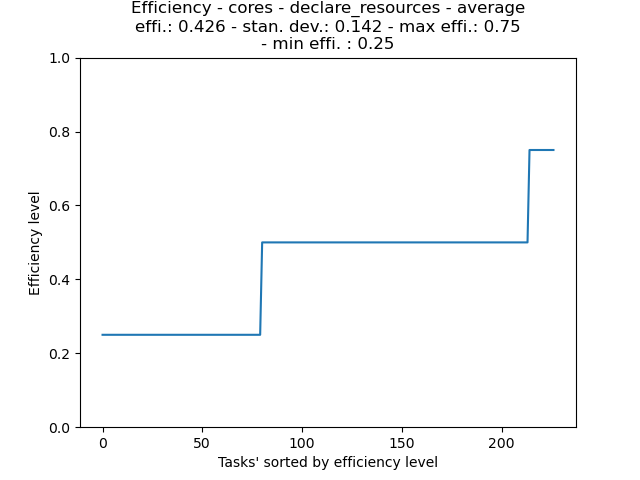 Efficiency - cores - declare_resources - average
effi.: 0.426 - stan. dev.: 0.142 - max effi.: 0.75
- min effi. : 0.25
1.0
0.8
0.6
0.4
0.2
0.0
Efficiency level
0 50 100 150 200
Tasks' sorted by efficiency level